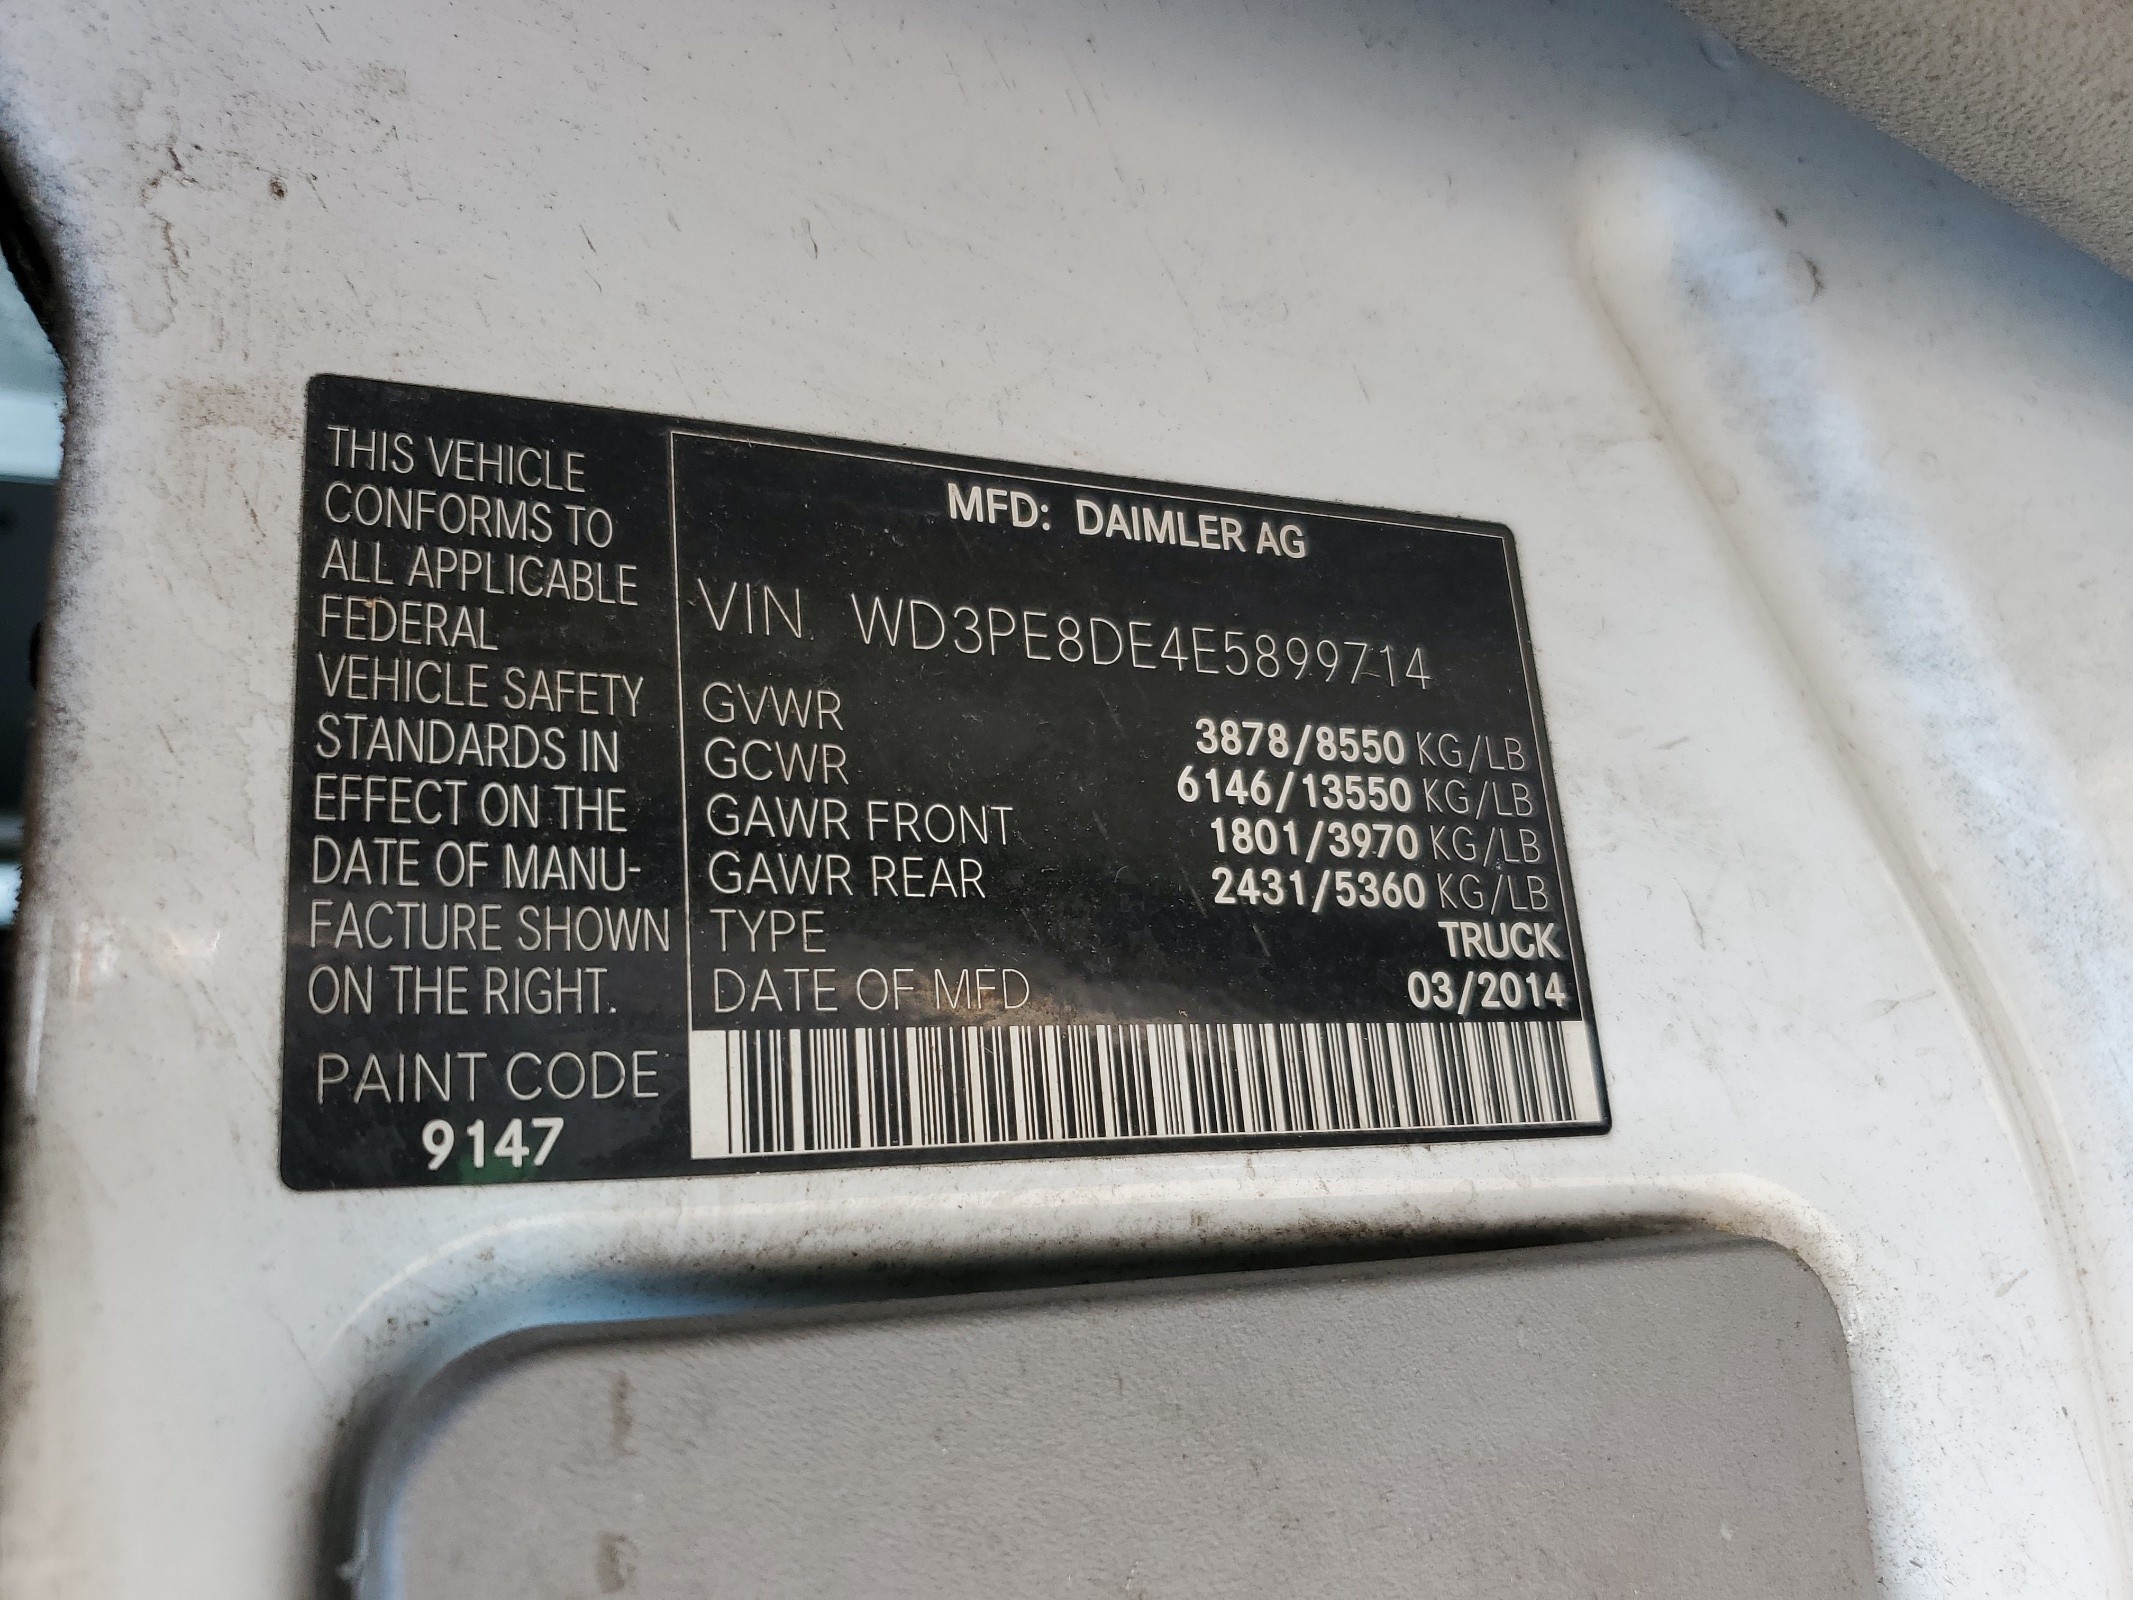 THIS VEHICLE
CONFORMS TO
ALL APPLICABLE
FEDERAL
VEHICLE SAFETY
STANDARDS IN
EFFECT ON THE
DATE OF MANU-
FACTURE SHOWN
ON THE RIGHT.
PAINT CODE
9147
MFD: DAIMLER AG
VIN. WD3PE8DE4E5899714
GVWR 3878/8550 KG/LB
GCWR 6146/13550 KG/LB
GAWR FRONT 1801/3970 KG/LB
GAWR REAR 2431/5360 KG/LB
TYPE TRUCK
DATE OF MFD 03/2014